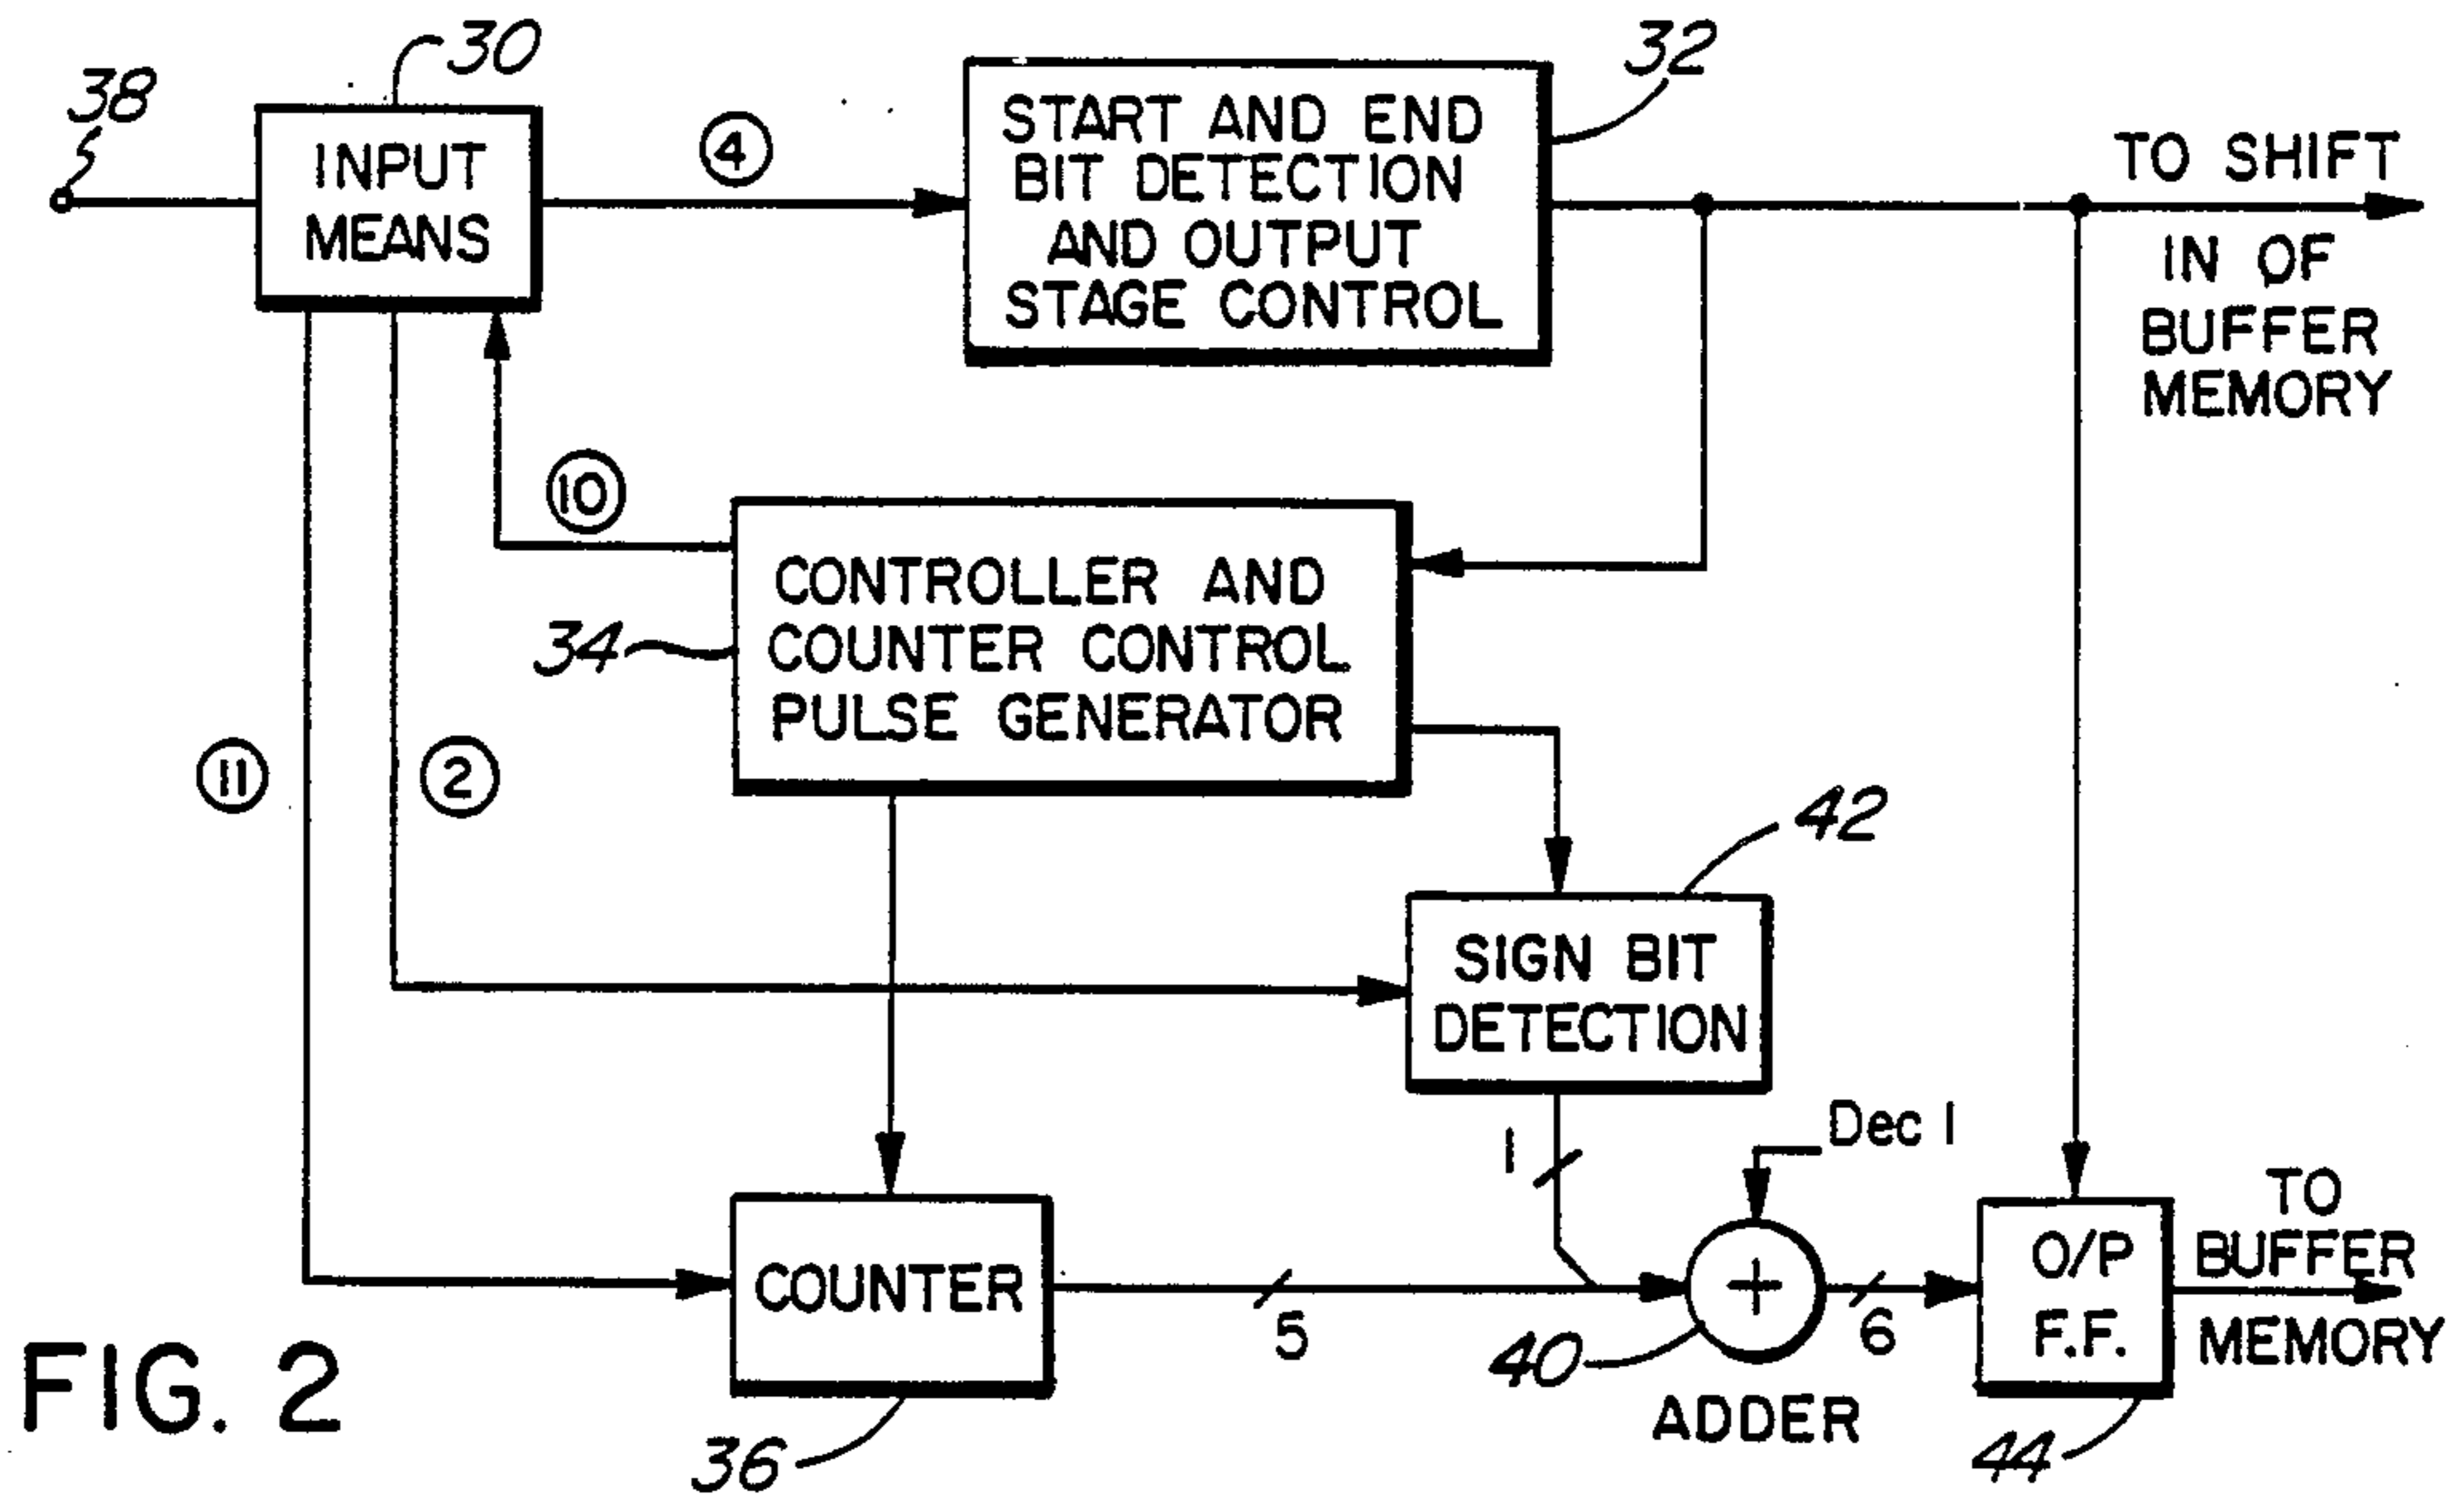 38
30
INPUT
MEANS
4
START AND END
BIT DETECTION
AND OUTPUT
STAGE CONTROL
32
TO SHIFT
IN OF
BUFFER
MEMORY
10
CONTROLLER AND
COUNTER CONTROL
PULSE GENERATOR
34
11
2
42
SIGN BIT
DETECTION
1
Dec 1
COUNTER
36
5
+
40
ADDER
6
O/P
F.F.
44
TO
BUFFER
MEMORY
FIG. 2